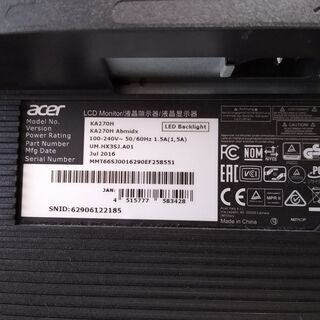 acer
LCD Monitor/液晶顯示器/液晶显示器
Model No. KA270H
LED Backlight
Version KA270H Abmidx
Power Rating 100-240V~ 50/60Hz 1.5A(1,5A)
Part Number UM.HX3SJ.A01
Mfg Date Jul 2016
Serial Number MMT66SJ0016290EF25B551
JAN:
4 515777 583428
SNID:62906122185
FC
Made in China